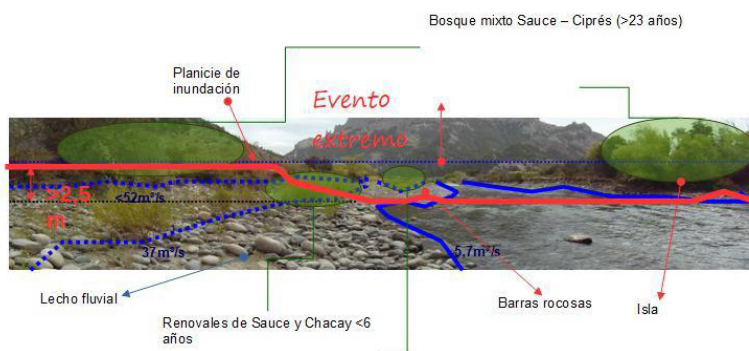 Bosque mixto Sauce – Ciprés (>23 años)
Planicie de
inundación
Evento
extremo
>2,5
m
<52m³/s
37m³/s
5,7m³/s
Lecho fluvial
Barras rocosas
Isla
Renovales de Sauce y Chacay <6
años